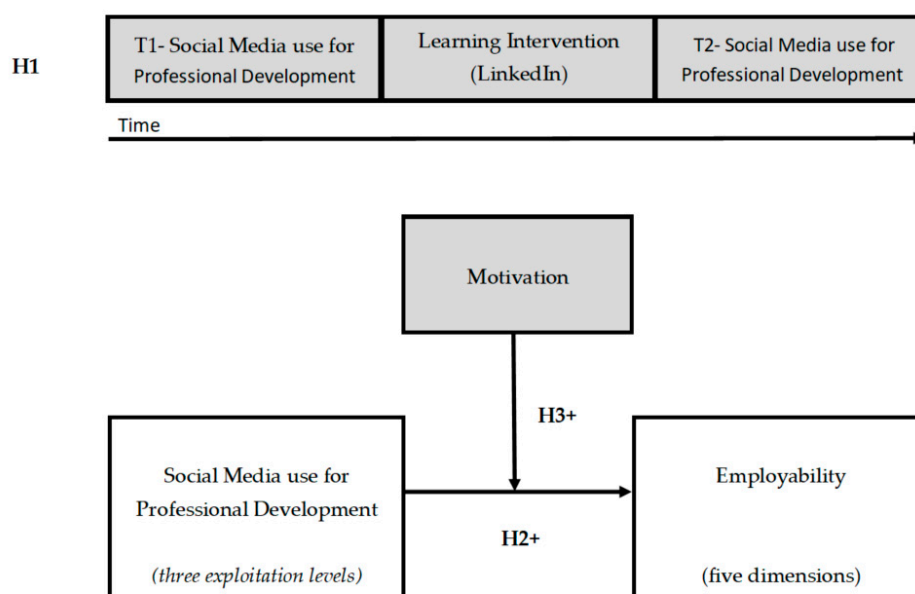 H1
T1- Social Media use for
Professional Development
Learning Intervention
(LinkedIn)
T2- Social Media use for
Professional Development
Time
Motivation
H3+
Social Media use for
Professional Development
(three exploitation levels)
H2+
Employability
(five dimensions)